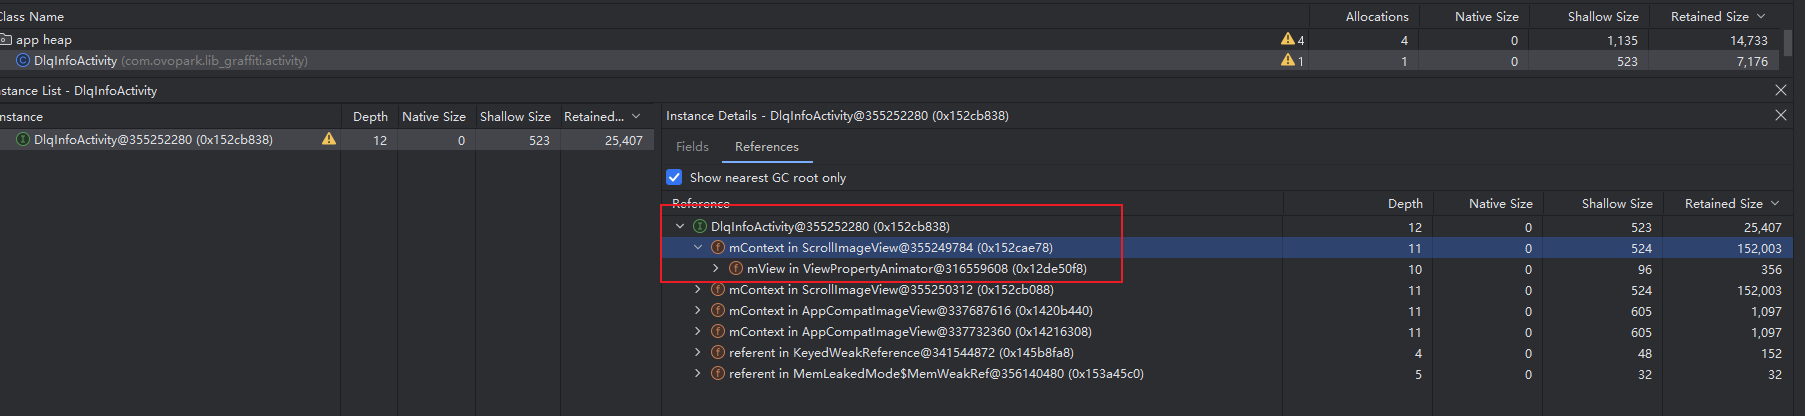 Class Name Allocations Native Size Shallow Size Retained Size
app heap 4 4 0 1,135 14,733
DlqInfoActivity (com.ovopark.lib_graffiti.activity) 1 1 0 523 7,176
nstance List - DlqInfoActivity
nstance Depth Native Size Shallow Size Retained...
DlqInfoActivity@355252280 (0x152cb838) 12 0 523 25,407
Instance Details - DlqInfoActivity@355252280 (0x152cb838)
Fields References
Show nearest GC root only
Reference Depth Native Size Shallow Size Retained Size
DlqInfoActivity@355252280 (0x152cb838) 12 0 523 25,407
mContext in ScrollImageView@355249784 (0x152cae78) 11 0 524 152,003
mView in ViewPropertyAnimator@316559608 (0x12de50f8) 10 0 96 356
mContext in ScrollImageView@355250312 (0x152cb088) 11 0 524 152,003
mContext in AppCompatImageView@337687616 (0x1420b440) 11 0 605 1,097
mContext in AppCompatImageView@337732360 (0x14216308) 11 0 605 1,097
referent in KeyedWeakReference@341544872 (0x145b8fa8) 4 0 48 152
referent in MemLeakedMode$MemWeakRef@356140480 (0x153a45c0) 5 0 32 32